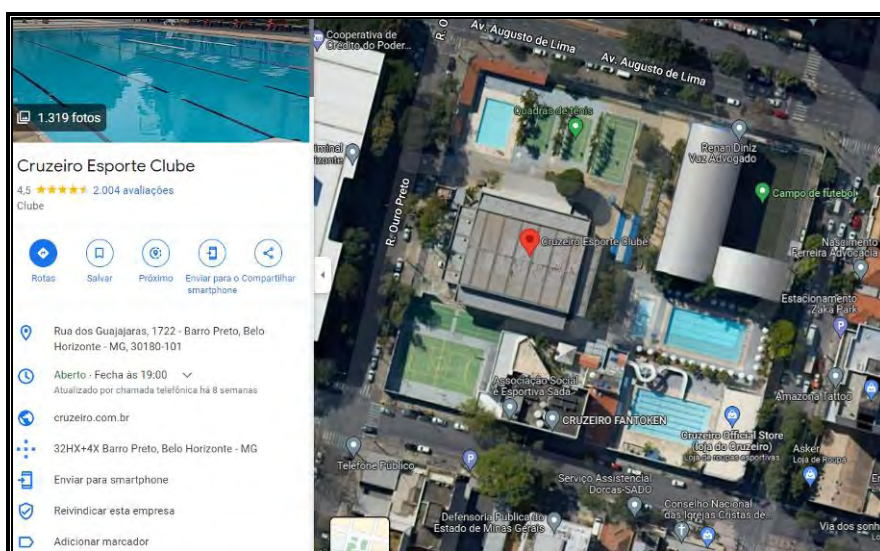 1.319 fotos
Cruzeiro Esporte Clube
4,5 2.004 avaliações
Clube
Rotas
Salvar
Próximo
Enviar para o smartphone
Compartilhar
Rua dos Guajajaras, 1722 - Barro Preto, Belo
Horizonte - MG, 30180-101
Aberto · Fecha às 19:00
Atualizado por chamada telefônica há 8 semanas
cruzeiro.com.br
32HX+4X Barro Preto, Belo Horizonte - MG
Enviar para smartphone
Reivindicar esta empresa
Adicionar marcador
Cooperativa de
Crédito do Poder...
R. O
Av. Augusto de Lima
Av. Augusto de Lima
Quadras de tênis
Renan Diniz
Vaz Advogado
Campo de futebol
R. Ouro Preto
Cruzeiro Esporte Clube
Nascimento
Ferreira Advocacia
Estacionamento
Zaka Park
P
Associação Social
e Esportiva Sada
CRUZEIRO FANTOKEN
Amazona Tattoo
Cruzeiro Official Store
(loja do Cruzeiro)
Loja de roupas esportivas
Asker
Loja de Roupa
Telefone Público
P
Serviço Assistencial
Dorcas-SADO
Conselho Nacional
das Igrejas Cristas de...
Defensoria Pública do
Estado de Minas Gerais
Via dos sonh